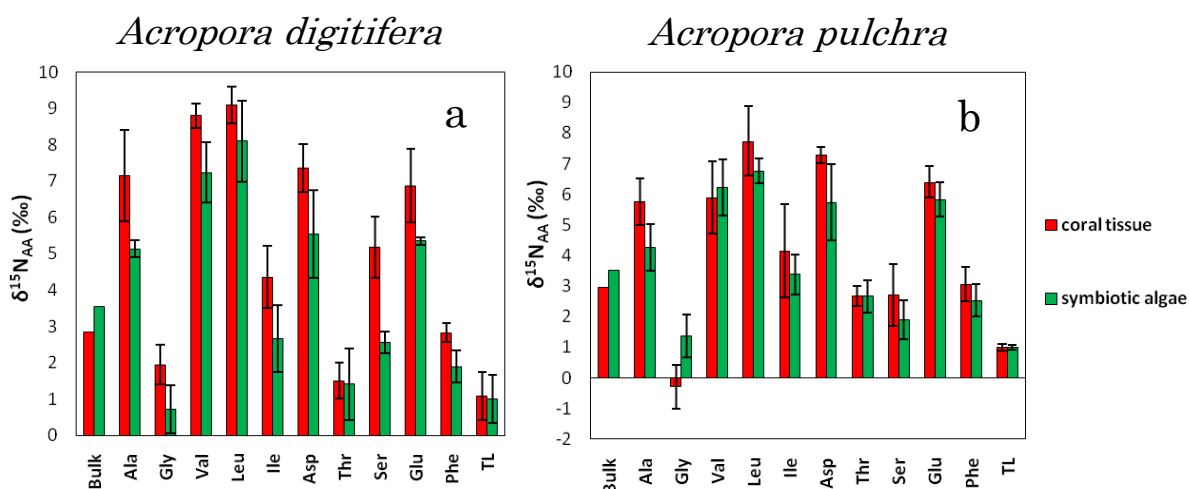 Acropora digitifera
a
δ¹⁵N_AA (‰)
10
9
8
7
6
5
4
3
2
1
0
Bulk
Ala
Gly
Val
Leu
Ile
Asp
Thr
Ser
Glu
Phe
TL
Acropora pulchra
b
δ¹⁵N_AA (‰)
10
9
8
7
6
5
4
3
2
1
0
-1
-2
Bulk
Ala
Gly
Val
Leu
Ile
Asp
Thr
Ser
Glu
Phe
TL
coral tissue
symbiotic algae